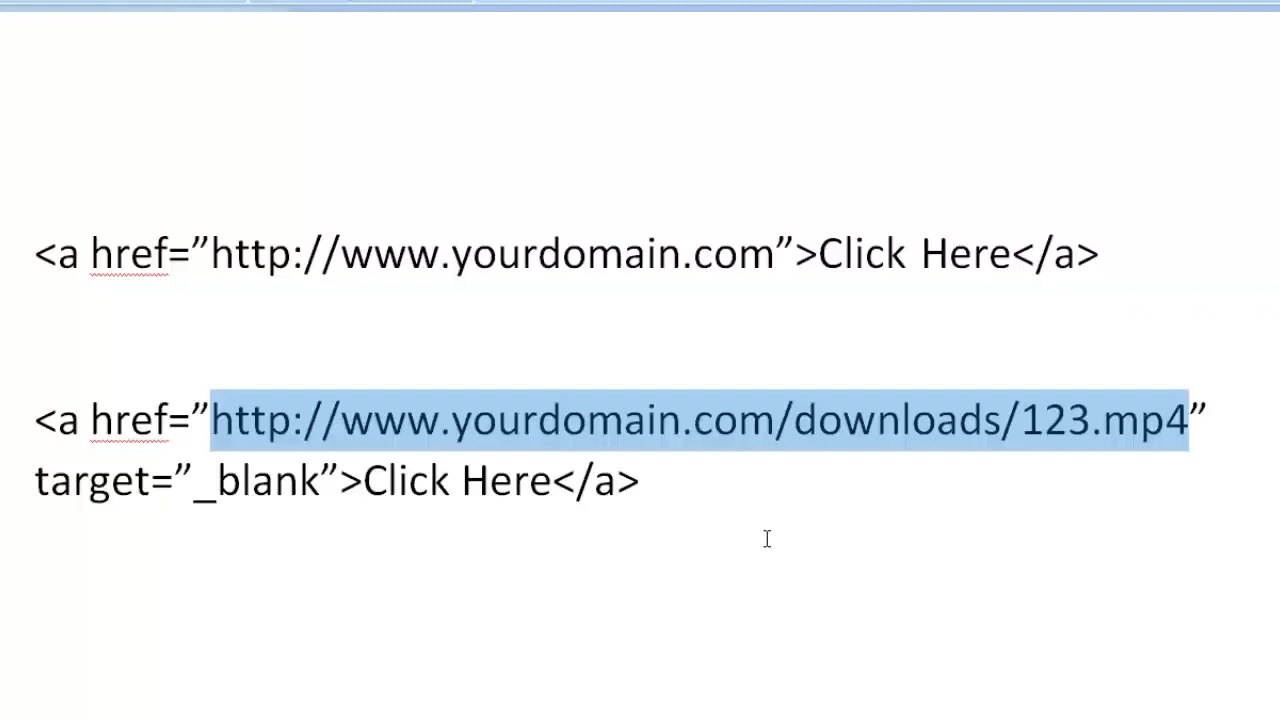 <a href=”http://www.yourdomain.com”>Click Here</a>
<a href=”http://www.yourdomain.com/downloads/123.mp4”
target=”_blank”>Click Here</a>